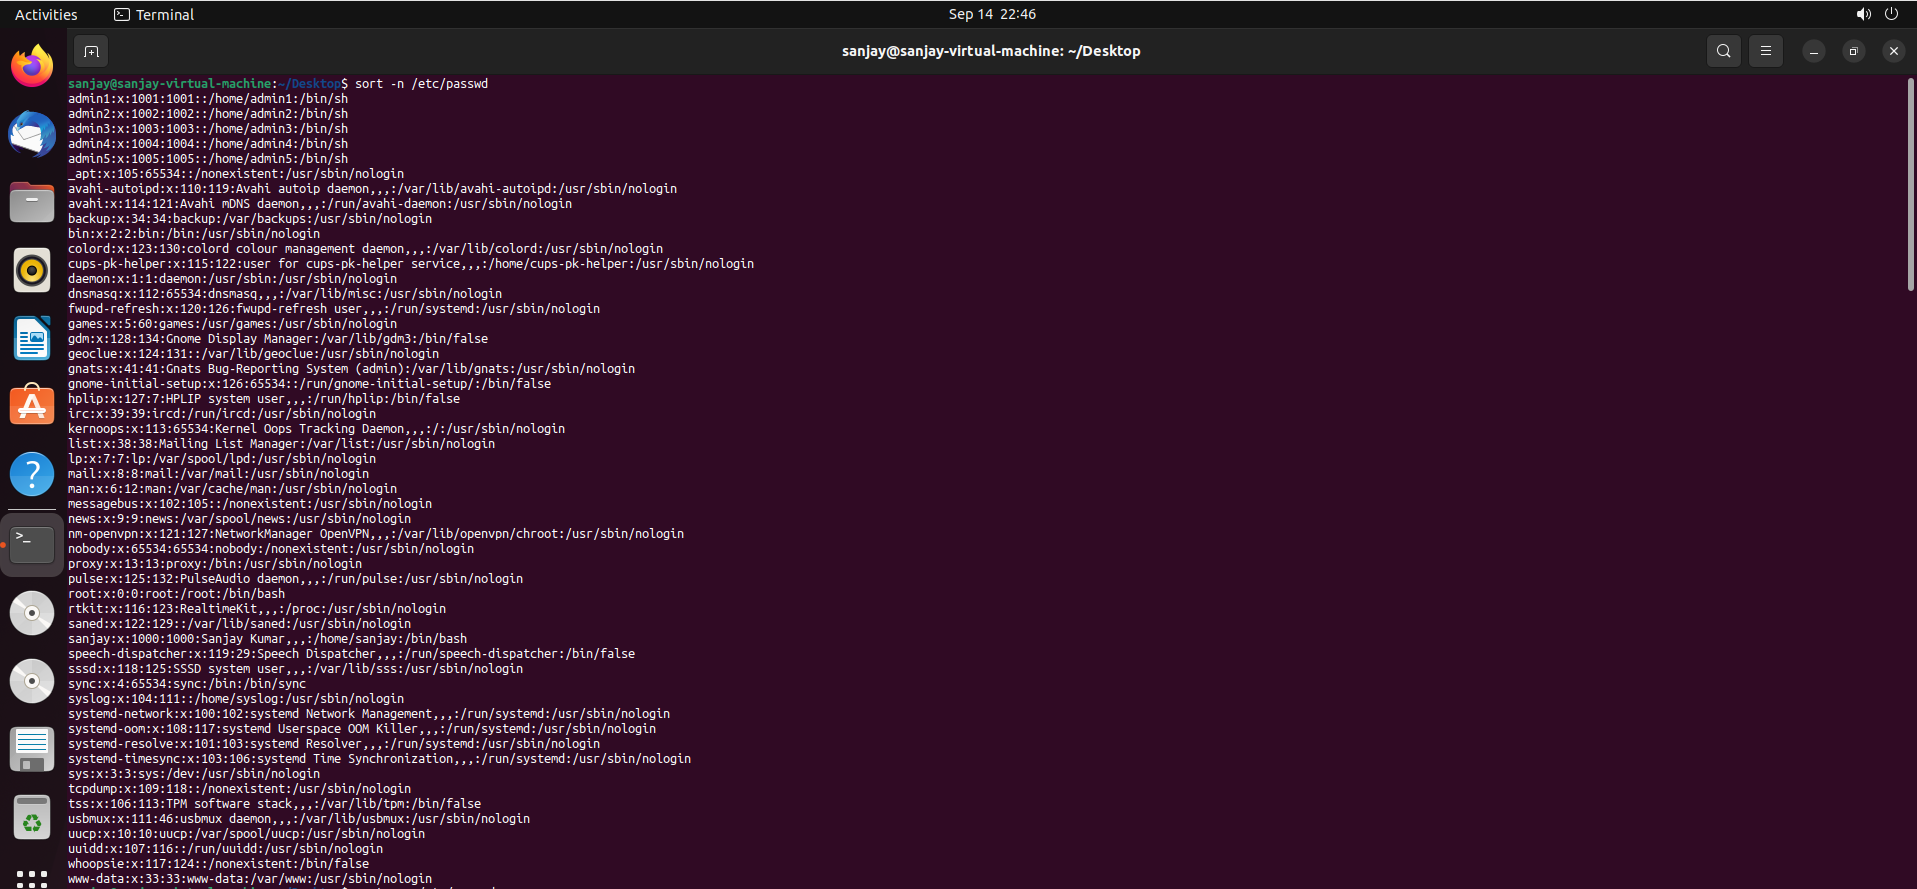 Activities
Terminal
Sep 14 22:46
sanjay@sanjay-virtual-machine: ~/Desktop
sanjay@sanjay-virtual-machine:~/Desktop$ sort -n /etc/passwd
admin1:x:1001:1001::/home/admin1:/bin/sh
admin2:x:1002:1002::/home/admin2:/bin/sh
admin3:x:1003:1003::/home/admin3:/bin/sh
admin4:x:1004:1004::/home/admin4:/bin/sh
admin5:x:1005:1005::/home/admin5:/bin/sh
_apt:x:105:65534::/nonexistent:/usr/sbin/nologin
avahi-autoipd:x:110:119:Avahi autoip daemon,,,:/var/lib/avahi-autoipd:/usr/sbin/nologin
avahi:x:114:121:Avahi mDNS daemon,,,:/run/avahi-daemon:/usr/sbin/nologin
backup:x:34:34:backup:/var/backups:/usr/sbin/nologin
bin:x:2:2:bin:/bin:/usr/sbin/nologin
colord:x:123:130:colord colour management daemon,,,:/var/lib/colord:/usr/sbin/nologin
cups-pk-helper:x:115:122:user for cups-pk-helper service,,,:/home/cups-pk-helper:/usr/sbin/nologin
daemon:x:1:1:daemon:/usr/sbin:/usr/sbin/nologin
dnsmasq:x:112:65534:dnsmasq,,,:/var/lib/misc:/usr/sbin/nologin
fwupd-refresh:x:120:126:fwupd-refresh user,,,:/run/systemd:/usr/sbin/nologin
games:x:5:60:games:/usr/games:/usr/sbin/nologin
gdm:x:128:134:Gnome Display Manager:/var/lib/gdm3:/bin/false
geoclue:x:124:131::/var/lib/geoclue:/usr/sbin/nologin
gnats:x:41:41:Gnats Bug-Reporting System (admin):/var/lib/gnats:/usr/sbin/nologin
gnome-initial-setup:x:126:65534::/run/gnome-initial-setup/:/bin/false
hplip:x:127:7:HPLIP system user,,,:/run/hplip:/bin/false
irc:x:39:39:ircd:/run/ircd:/usr/sbin/nologin
kernoops:x:113:65534:Kernel Oops Tracking Daemon,,,:/:/usr/sbin/nologin
list:x:38:38:Mailing List Manager:/var/list:/usr/sbin/nologin
lp:x:7:7:lp:/var/spool/lpd:/usr/sbin/nologin
mail:x:8:8:mail:/var/mail:/usr/sbin/nologin
man:x:6:12:man:/var/cache/man:/usr/sbin/nologin
messagebus:x:102:105::/nonexistent:/usr/sbin/nologin
news:x:9:9:news:/var/spool/news:/usr/sbin/nologin
nm-openvpn:x:121:127:NetworkManager OpenVPN,,,:/var/lib/openvpn/chroot:/usr/sbin/nologin
nobody:x:65534:65534:nobody:/nonexistent:/usr/sbin/nologin
proxy:x:13:13:proxy:/bin:/usr/sbin/nologin
pulse:x:125:132:PulseAudio daemon,,,:/run/pulse:/usr/sbin/nologin
root:x:0:0:root:/root:/bin/bash
rtkit:x:116:123:RealtimeKit,,,:/proc:/usr/sbin/nologin
saned:x:122:129::/var/lib/saned:/usr/sbin/nologin
sanjay:x:1000:1000:Sanjay Kumar,,,:/home/sanjay:/bin/bash
speech-dispatcher:x:119:29:Speech Dispatcher,,,:/run/speech-dispatcher:/bin/false
sssd:x:118:125:SSSD system user,,,:/var/lib/sss:/usr/sbin/nologin
sync:x:4:65534:sync:/bin:/bin/sync
syslog:x:104:111::/home/syslog:/usr/sbin/nologin
systemd-network:x:100:102:systemd Network Management,,,:/run/systemd:/usr/sbin/nologin
systemd-oom:x:108:117:systemd Userspace OOM Killer,,,:/run/systemd:/usr/sbin/nologin
systemd-resolve:x:101:103:systemd Resolver,,,:/run/systemd:/usr/sbin/nologin
systemd-timesync:x:103:106:systemd Time Synchronization,,,:/run/systemd:/usr/sbin/nologin
sys:x:3:3:sys:/dev:/usr/sbin/nologin
tcpdump:x:109:118::/nonexistent:/usr/sbin/nologin
tss:x:106:113:TPM software stack,,,:/var/lib/tpm:/bin/false
usbmux:x:111:46:usbmux daemon,,,:/var/lib/usbmux:/usr/sbin/nologin
uucp:x:10:10:uucp:/var/spool/uucp:/usr/sbin/nologin
uuidd:x:107:116::/run/uuidd:/usr/sbin/nologin
whoopsie:x:117:124::/nonexistent:/bin/false
www-data:x:33:33:www-data:/var/www:/usr/sbin/nologin